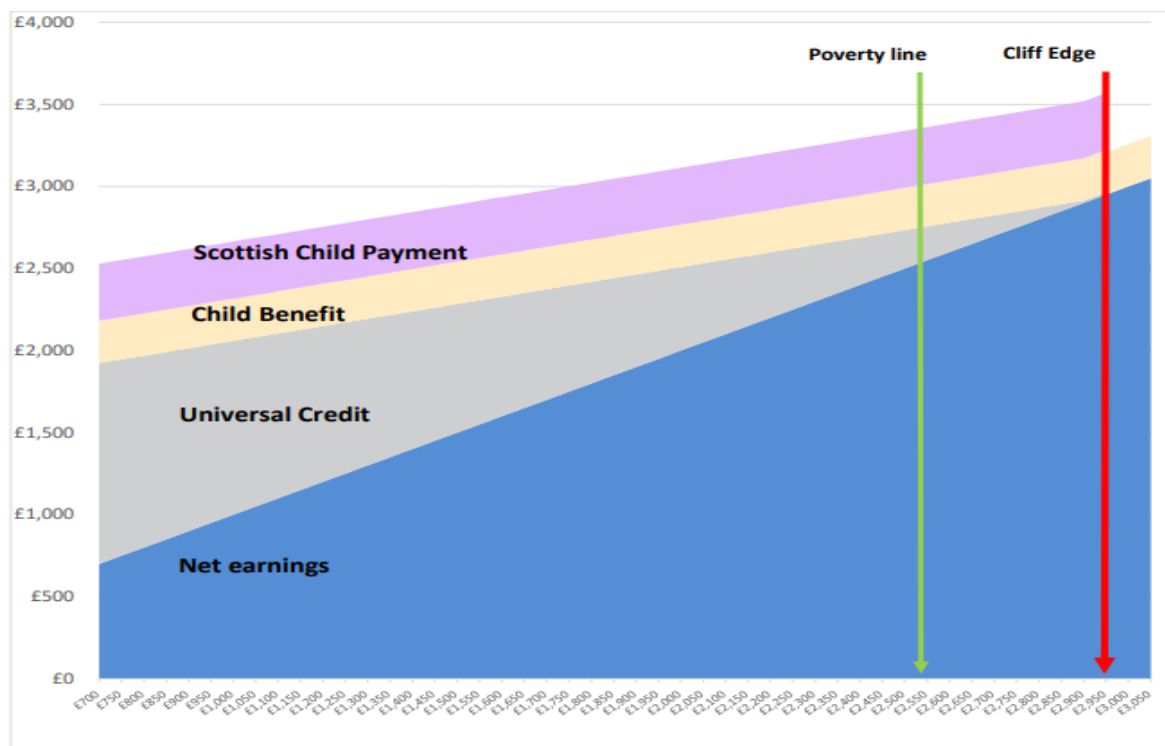 £4,000
Poverty line
Cliff Edge
£3,500
£3,000
£2,500
Scottish Child Payment
Child Benefit
£2,000
Universal Credit
£1,500
£1,000
Net earnings
£500
£0
£700 £750 £800 £850 £900 £950 £1,000 £1,050 £1,100 £1,150 £1,200 £1,250 £1,300 £1,350 £1,400 £1,450 £1,500 £1,550 £1,600 £1,650 £1,700 £1,750 £1,800 £1,850 £1,900 £1,950 £2,000 £2,050 £2,100 £2,150 £2,200 £2,250 £2,300 £2,350 £2,400 £2,450 £2,500 £2,550 £2,600 £2,650 £2,700 £2,750 £2,800 £2,850 £2,900 £2,950 £3,000 £3,050